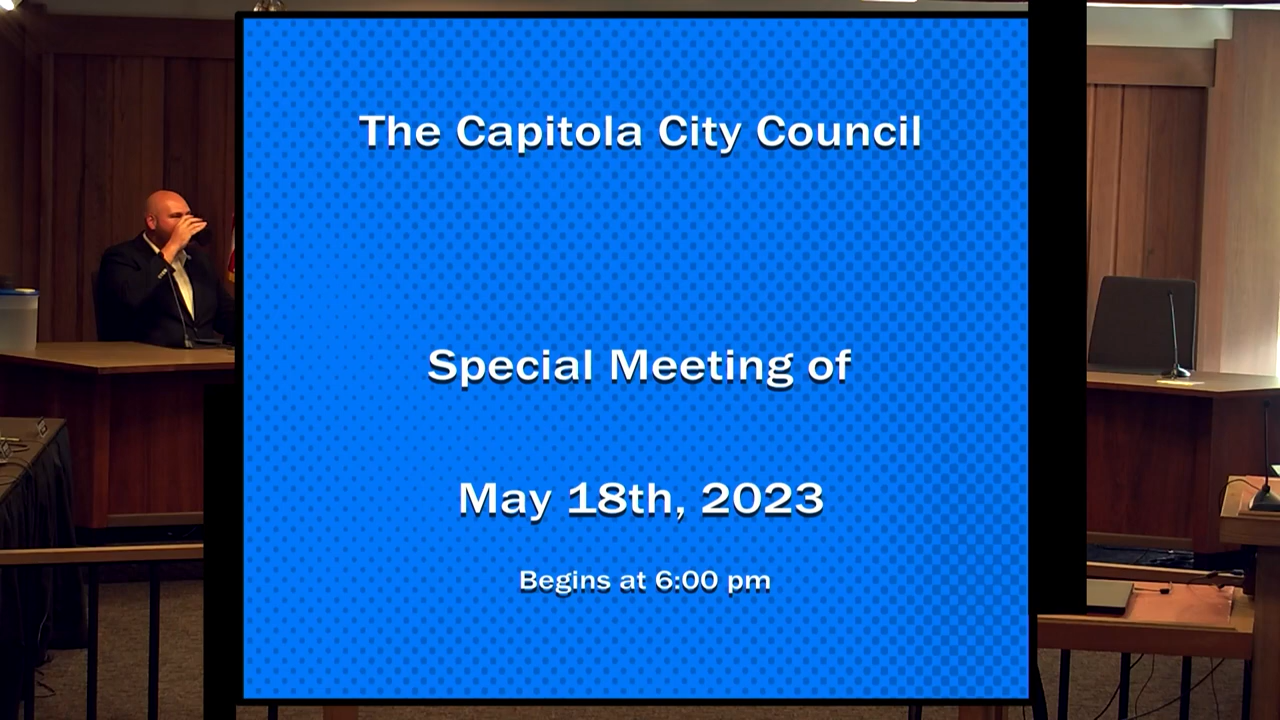 The Capitola City Council
Special Meeting of
May 18th, 2023
Begins at 6:00 pm